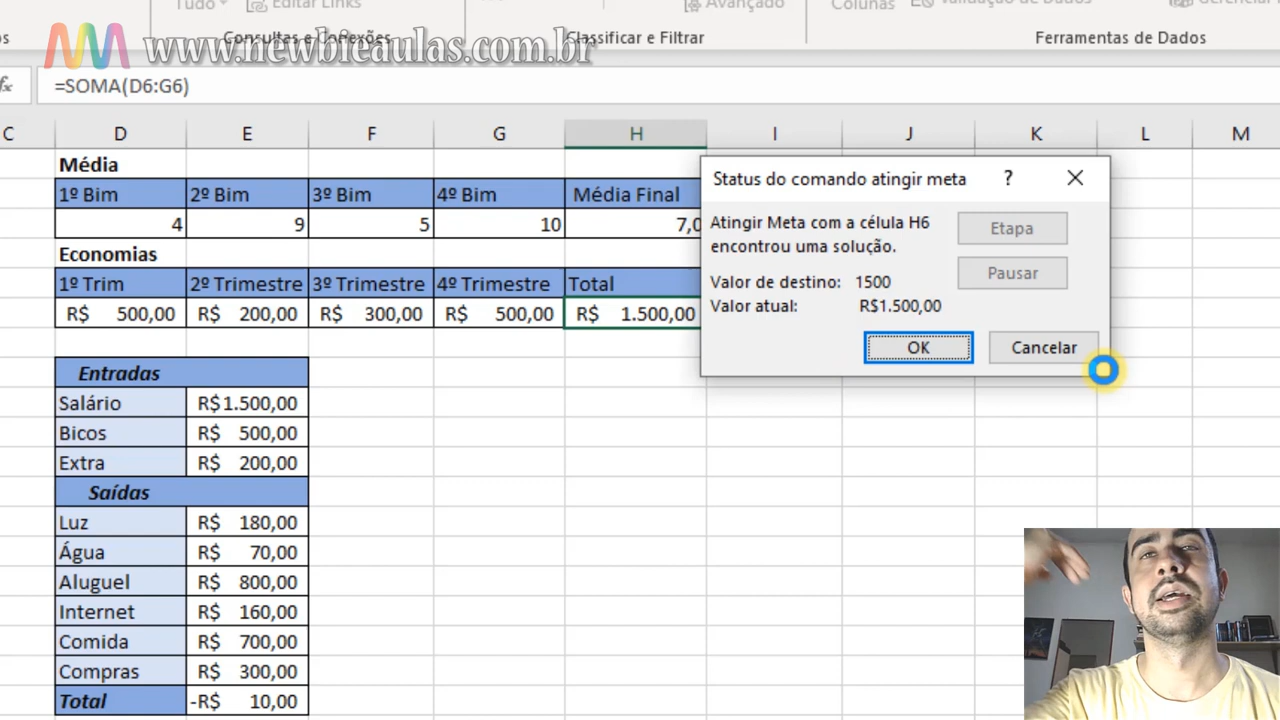 Tudo
Editar Links
Avançado
Colunas
Validação de Dados
Gerenciar
www.newbieaulas.com.br
Consultas e Conexões
Classificar e Filtrar
Ferramentas de Dados
fx =SOMA(D6:G6)
C D E F G H I J K L M
Média
1º Bim 2º Bim 3º Bim 4º Bim Média Final
4 9 5 10 7,0
Economias
1º Trim 2º Trimestre 3º Trimestre 4º Trimestre Total
R$ 500,00 R$ 200,00 R$ 300,00 R$ 500,00 R$ 1.500,00
Status do comando atingir meta ?
Atingir Meta com a célula H6
encontrou uma solução.
Valor de destino: 1500
Valor atual: R$1.500,00
Etapa
Pausar
OK Cancelar
Entradas
Salário R$1.500,00
Bicos R$ 500,00
Extra R$ 200,00
Saídas
Luz R$ 180,00
Água R$ 70,00
Aluguel R$ 800,00
Internet R$ 160,00
Comida R$ 700,00
Compras R$ 300,00
Total -R$ 10,00